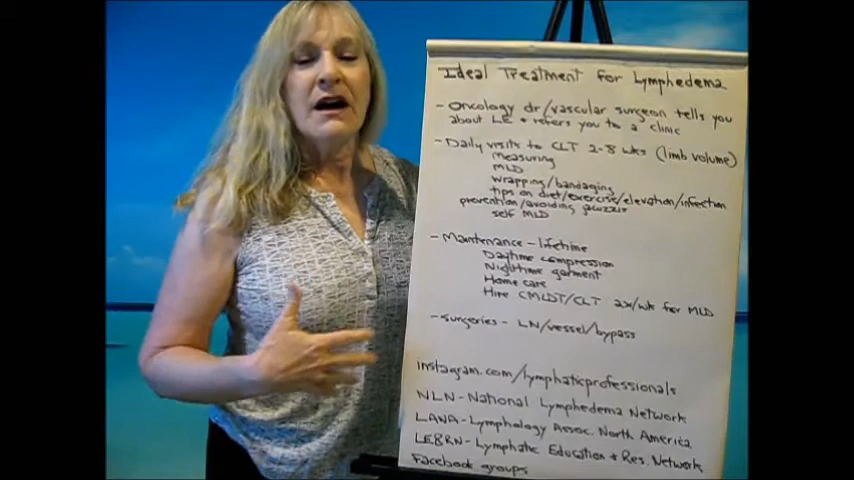 Ideal Treatment for Lymphedema
- Oncology dr/vascular surgeon tells you
about LE + refers you to a clinic
- Daily visits to CLT 2-8 wks (limb volume)
Measuring
MLD
wrapping/bandaging
tips on diet/exercise/elevation/infection
prevention/avoiding jacuzzis
self MLD
- Maintenance - lifetime
Daytime compression
Nighttime garment
Home care
Hire CMLDT/CLT 2x/wk for MLD
- Surgeries - LN/vessel/bypass
instagram.com/lymphaticprofessionals
NLN - National Lymphedema Network
LANA - Lymphology Assoc. North America
LE&RN - Lymphatic Education + Res. Network
Facebook groups